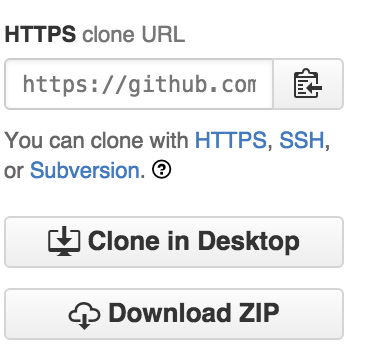 HTTPS clone URL
https://github.com
You can clone with HTTPS, SSH,
or Subversion.
Clone in Desktop
Download ZIP